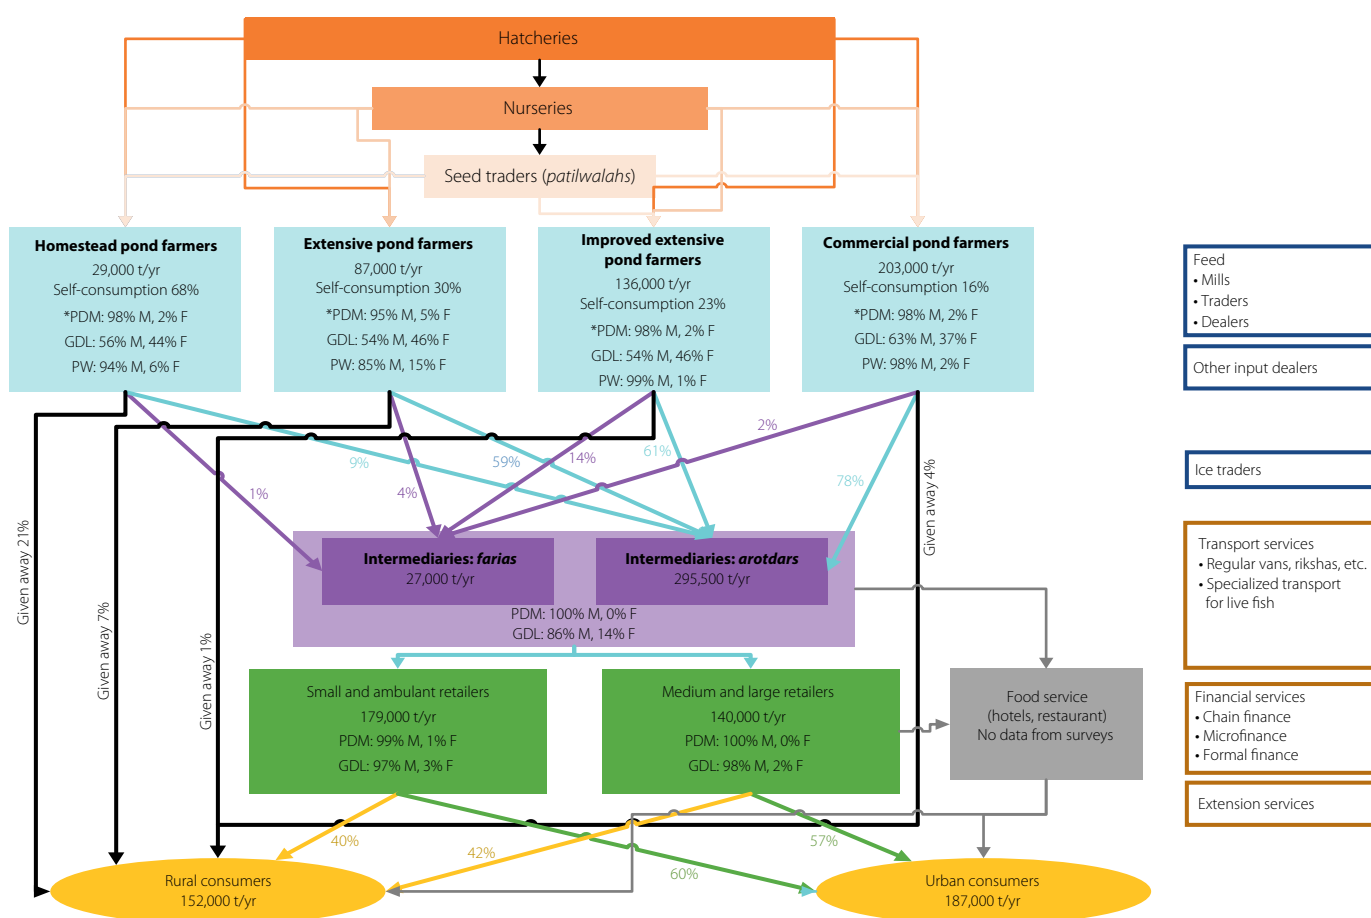 Hatcheries
Nurseries
Seed traders (patilwalahs)
Homestead pond farmers
29,000 t/yr
Self-consumption 68%
*PDM: 98% M, 2% F
GDL: 56% M, 44% F
PW: 94% M, 6% F
Extensive pond farmers
87,000 t/yr
Self-consumption 30%
*PDM: 95% M, 5% F
GDL: 54% M, 46% F
PW: 85% M, 15% F
Improved extensive
pond farmers
136,000 t/yr
Self-consumption 23%
*PDM: 98% M, 2% F
GDL: 54% M, 46% F
PW: 99% M, 1% F
Commercial pond farmers
203,000 t/yr
Self-consumption 16%
*PDM: 98% M, 2% F
GDL: 63% M, 37% F
PW: 98% M, 2% F
Feed
• Mills
• Traders
• Dealers
Other input dealers
Ice traders
Transport services
• Regular vans, rikshas, etc.
• Specialized transport
for live fish
Financial services
• Chain finance
• Microfinance
• Formal finance
Extension services
1%
9%
4%
59%
14%
61%
2%
78%
Given away 21%
Given away 7%
Given away 1%
Given away 4%
Intermediaries: farias
27,000 t/yr
Intermediaries: arotdars
295,500 t/yr
PDM: 100% M, 0% F
GDL: 86% M, 14% F
Small and ambulant retailers
179,000 t/yr
PDM: 99% M, 1% F
GDL: 97% M, 3% F
Medium and large retailers
140,000 t/yr
PDM: 100% M, 0% F
GDL: 98% M, 2% F
Food service
(hotels, restaurant)
No data from surveys
40%
42%
60%
57%
Rural consumers
152,000 t/yr
Urban consumers
187,000 t/yr